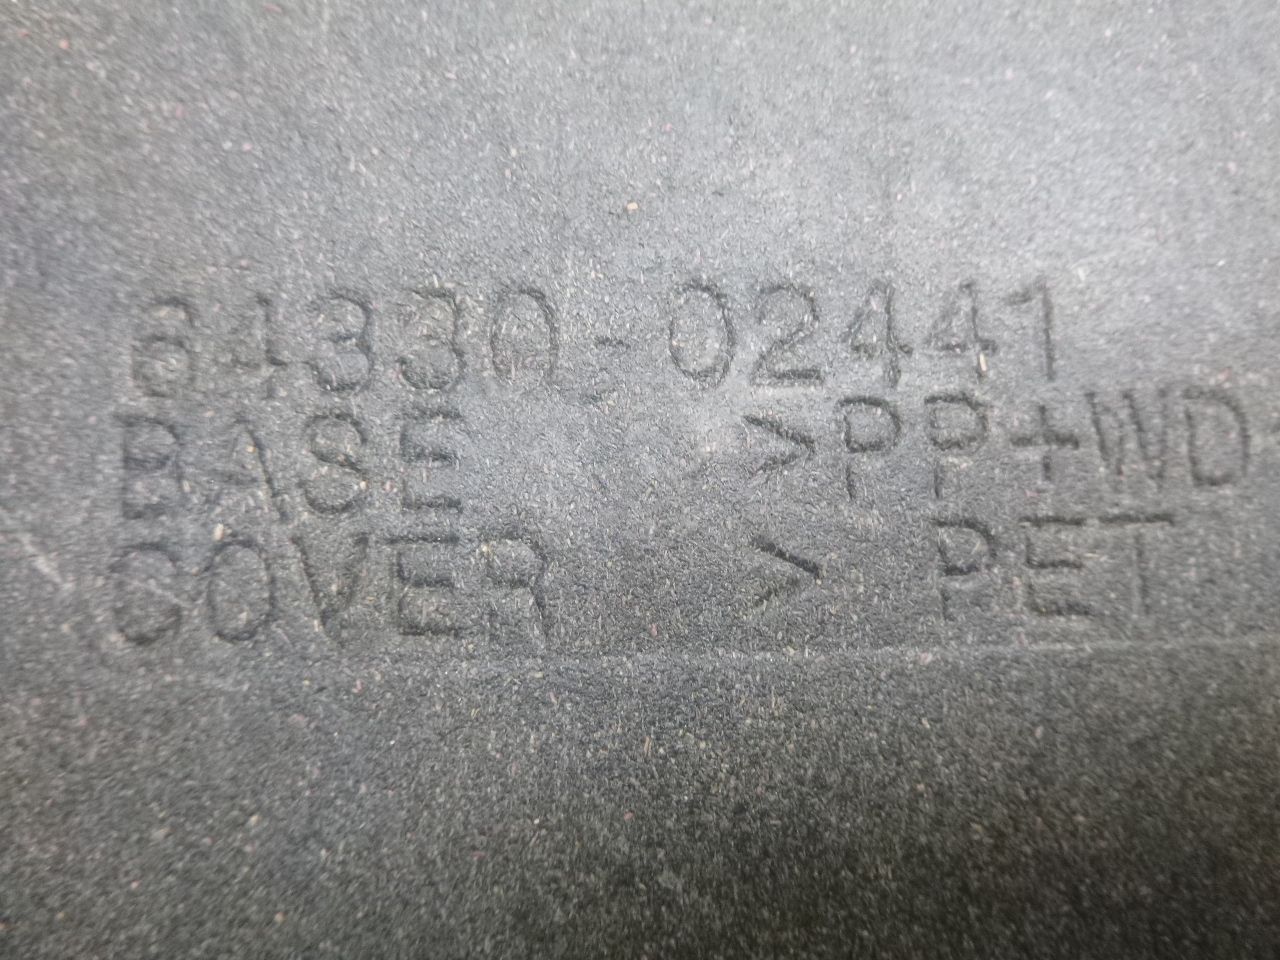 64330-02441
BASE >PP+WD
COVER > PET